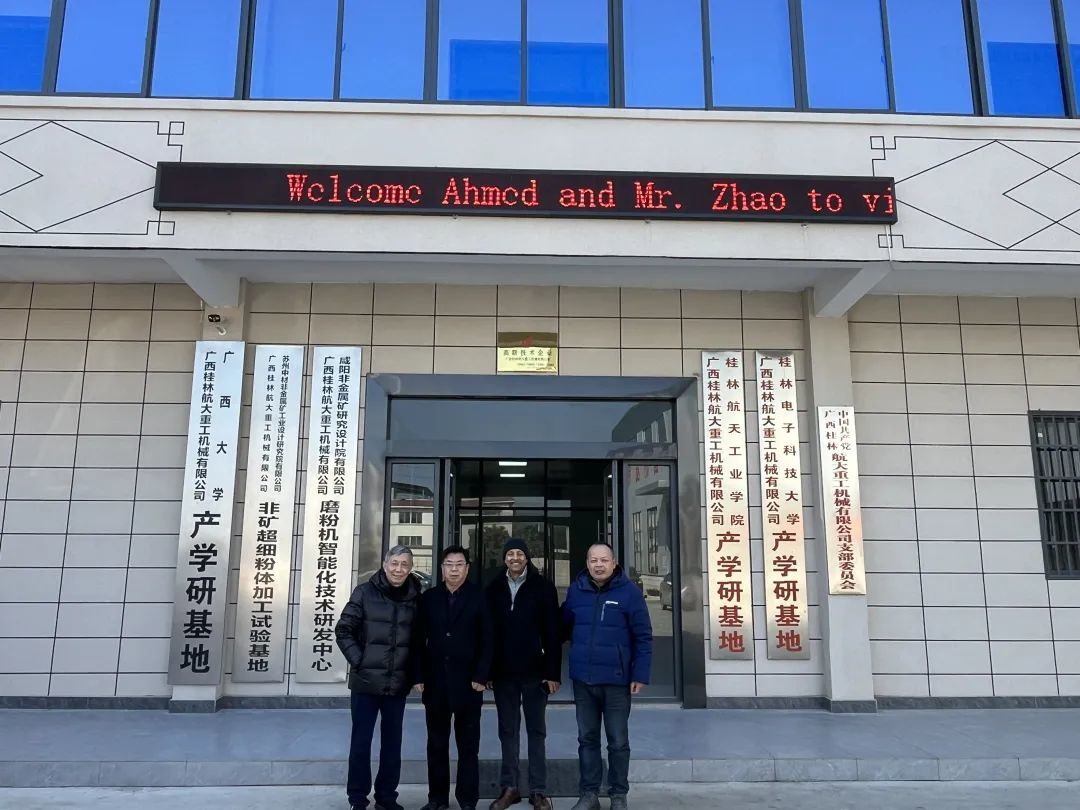 Welcome Ahmed and Mr. Zhao to vi
高新技术企业
广西大学
广西桂林航大重工机械有限公司
产学研基地
苏州中材非金属矿工业设计研究院有限公司
广西桂林航大重工机械有限公司
非矿超细粉体加工试验基地
咸阳非金属矿研究设计院有限公司
广西桂林航大重工机械有限公司
磨粉机智能化技术研发中心
桂林航天工业学院
广西桂林航大重工机械有限公司
产学研基地
桂林电子科技大学
广西桂林航大重工机械有限公司
产学研基地
中国共产党
广西桂林
航大重工机械有限公司支部委员会